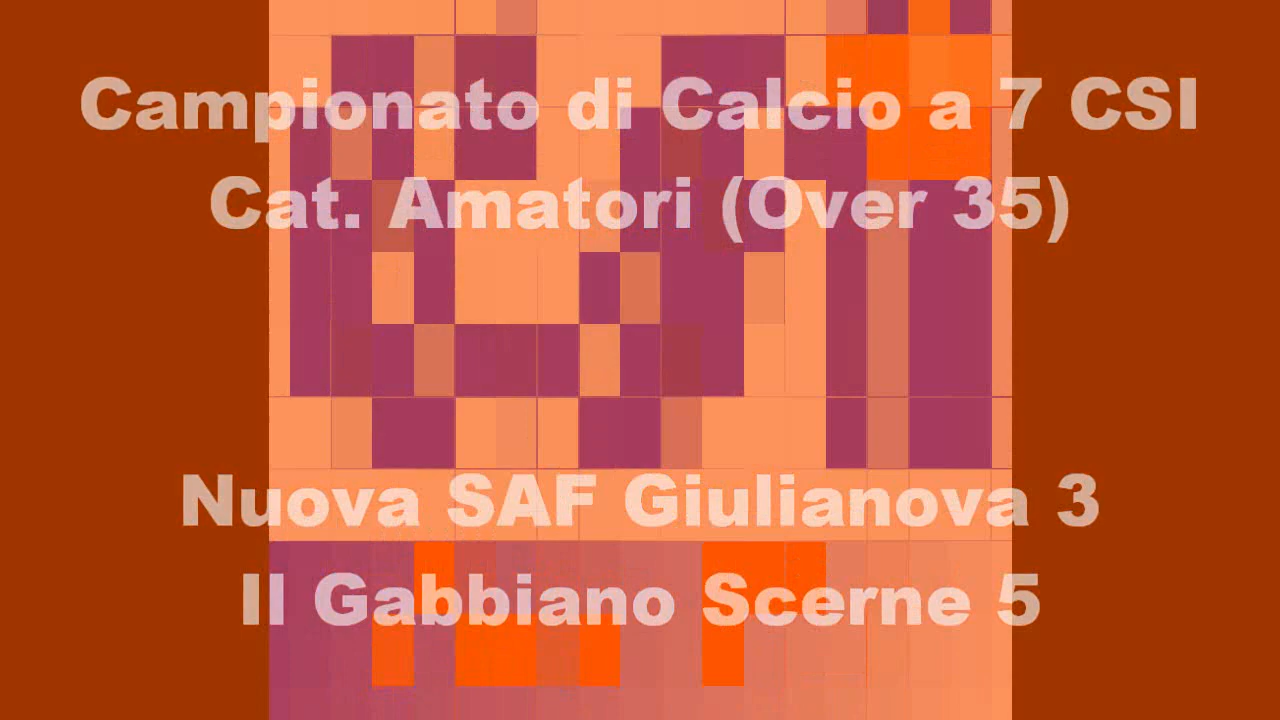 Campionato di Calcio a 7 CSI
Cat. Amatori (Over 35)
Nuova SAF Giulianova 3
Il Gabbiano Scerne 5